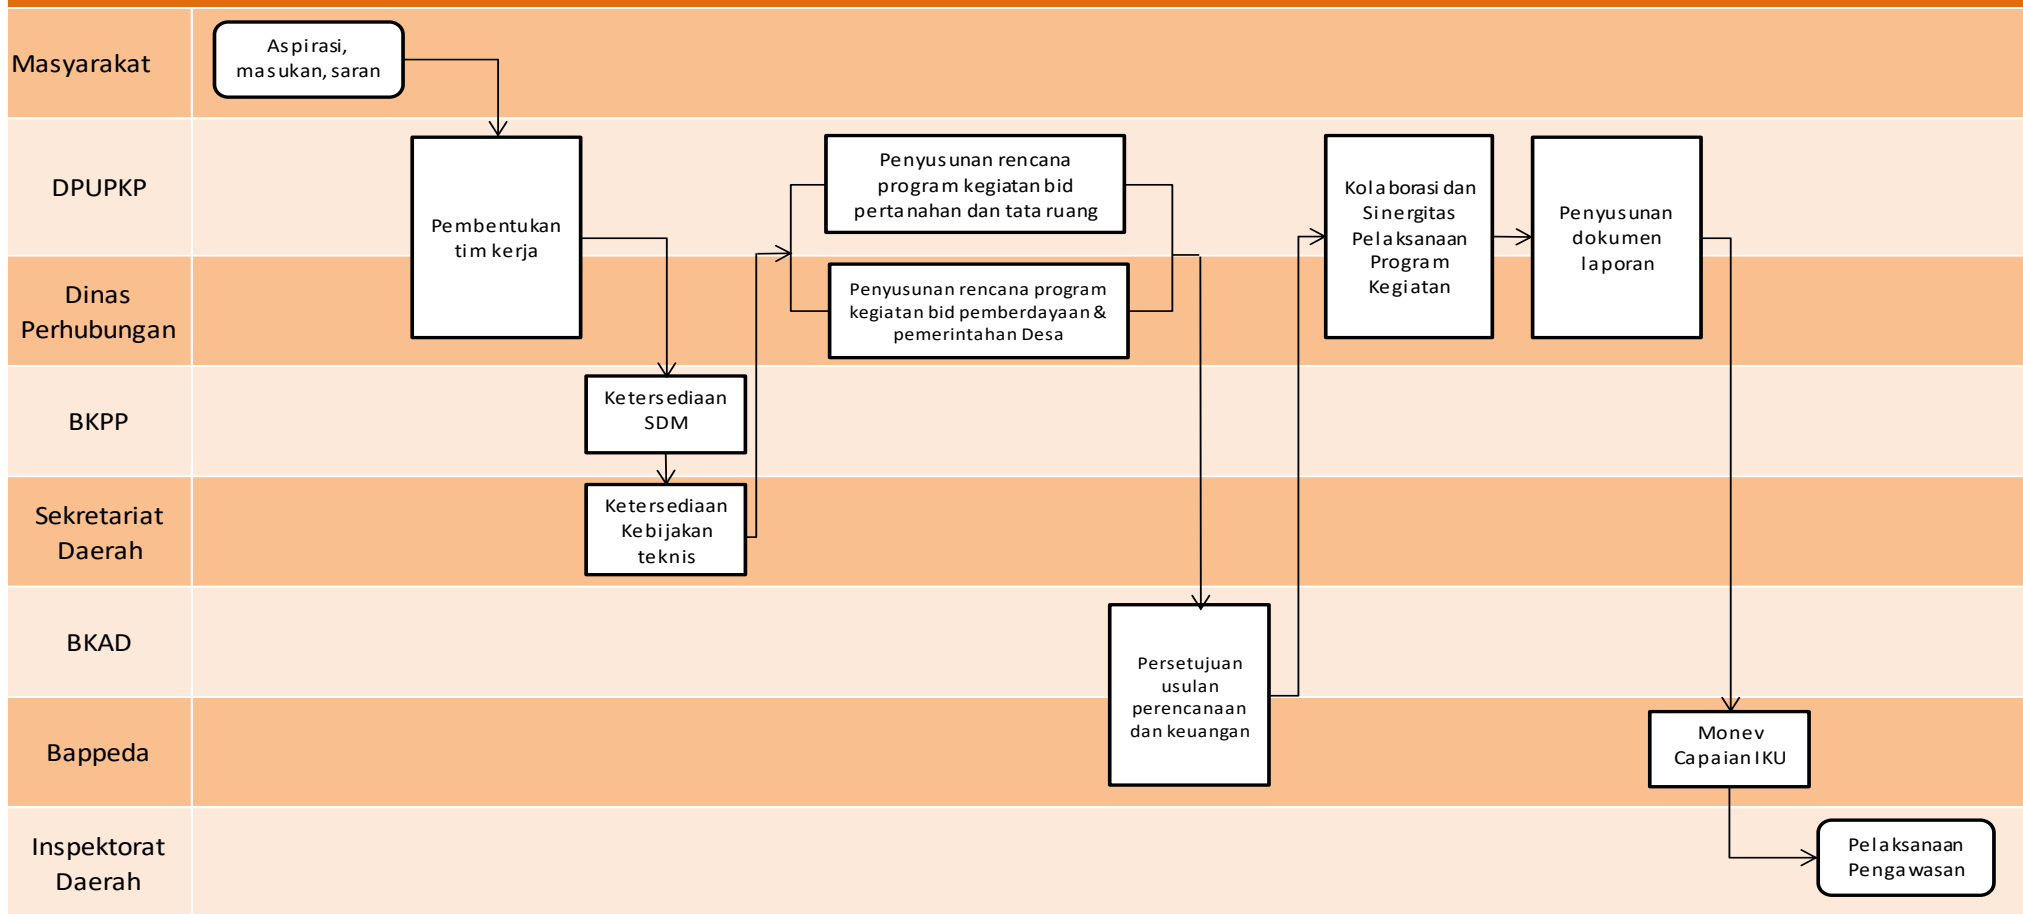 Masyarakat
Aspirasi,
masukan, saran
DPUPKP
Pembentukan
tim kerja
Penyusunan rencana
program kegiatan bid
pertanahan dan tata ruang
Kolaborasi dan
Sinergitas
Pelaksanaan
Program
Kegiatan
Penyusunan
dokumen
laporan
Dinas
Perhubungan
Penyusunan rencana program
kegiatan bid pemberdayaan &
pemerintahan Desa
BKPP
Ketersediaan
SDM
Sekretariat
Daerah
Ketersediaan
Kebijakan
teknis
BKAD
Persetujuan
usulan
perencanaan
dan keuangan
Bappeda
Monev
Capaian IKU
Inspektorat
Daerah
Pelaksanaan
Pengawasan